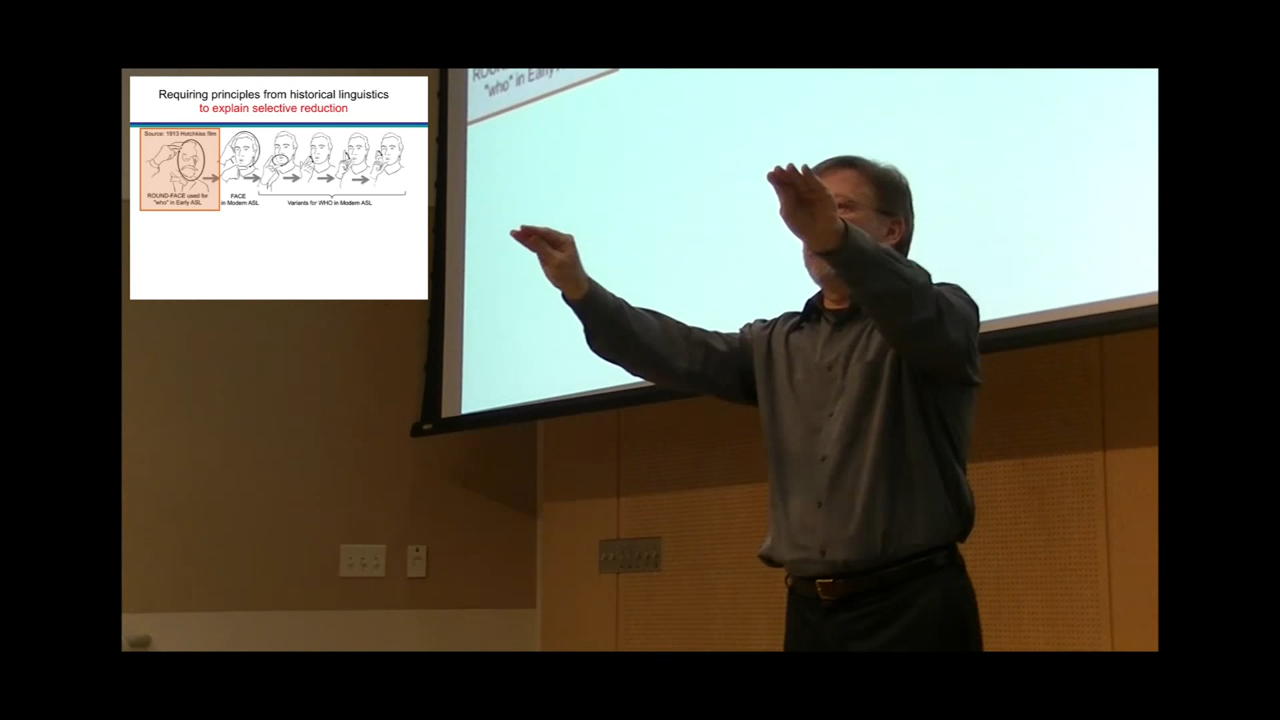 Requiring principles from historical linguistics
to explain selective reduction
Source: 1913 Hotchkiss film
ROUND-FACE used for
"who" in Early ASL
FACE
in Modern ASL
Variants for WHO in Modern ASL
"who" in Early